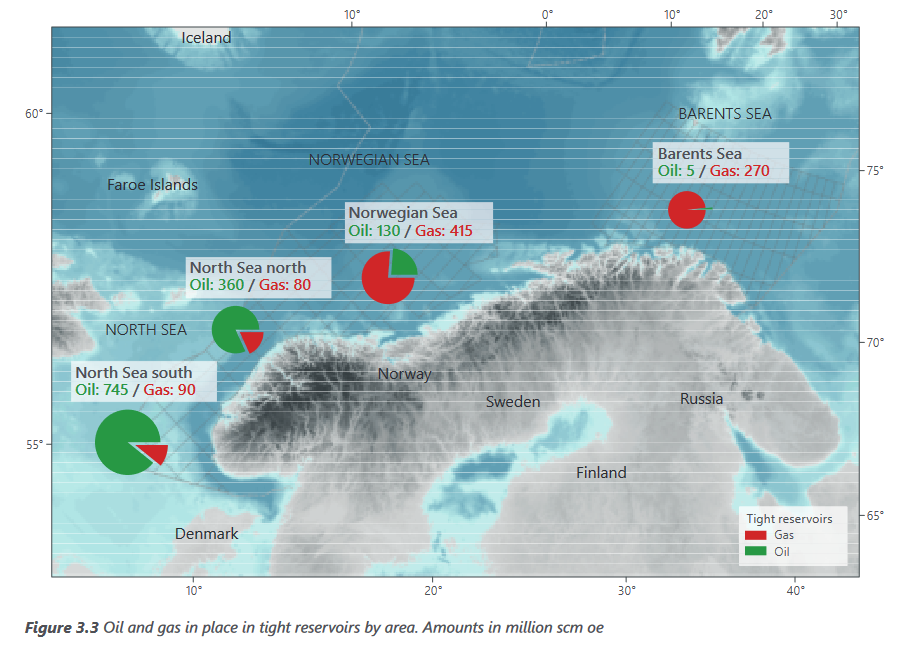 10° 0° 10° 20° 30°
Iceland
60°
BARENTS SEA
NORWEGIAN SEA
Barents Sea
Oil: 5 / Gas: 270
75°
Faroe Islands
Norwegian Sea
Oil: 130 / Gas: 415
North Sea north
Oil: 360 / Gas: 80
NORTH SEA
70°
North Sea south
Oil: 745 / Gas: 90
Norway
Sweden
Russia
55°
Finland
65°
Denmark
Tight reservoirs
Gas
Oil
10° 20° 30° 40°
Figure 3.3 Oil and gas in place in tight reservoirs by area. Amounts in million scm oe